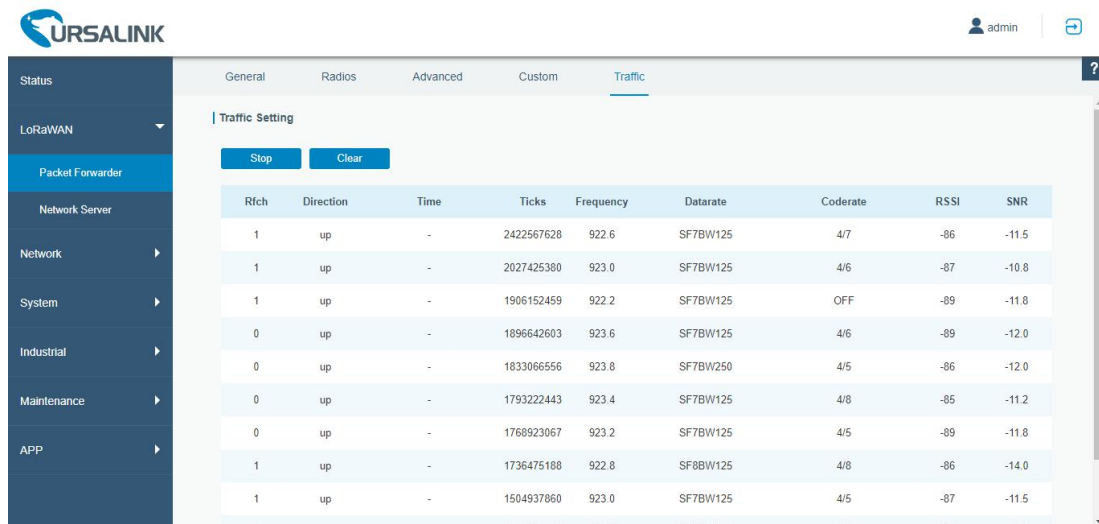 URSALINK
admin
?
Status
LoRaWAN
Packet Forwarder
Network Server
Network
System
Industrial
Maintenance
APP
General Radios Advanced Custom Traffic
Traffic Setting
Stop Clear
Rfch Direction Time Ticks Frequency Datarate Coderate RSSI SNR
1 up - 2422567628 922.6 SF7BW125 4/7 -86 -11.5
1 up - 2027425380 923.0 SF7BW125 4/6 -87 -10.8
1 up - 1906152459 922.2 SF7BW125 OFF -89 -11.8
0 up - 1896642603 923.6 SF7BW125 4/6 -89 -12.0
0 up - 1833066556 923.8 SF7BW250 4/5 -86 -12.0
0 up - 1793222443 923.4 SF7BW125 4/8 -85 -11.2
0 up - 1768923067 923.2 SF7BW125 4/5 -89 -11.8
1 up - 1736475188 922.8 SF8BW125 4/8 -86 -14.0
1 up - 1504937860 923.0 SF7BW125 4/5 -87 -11.5